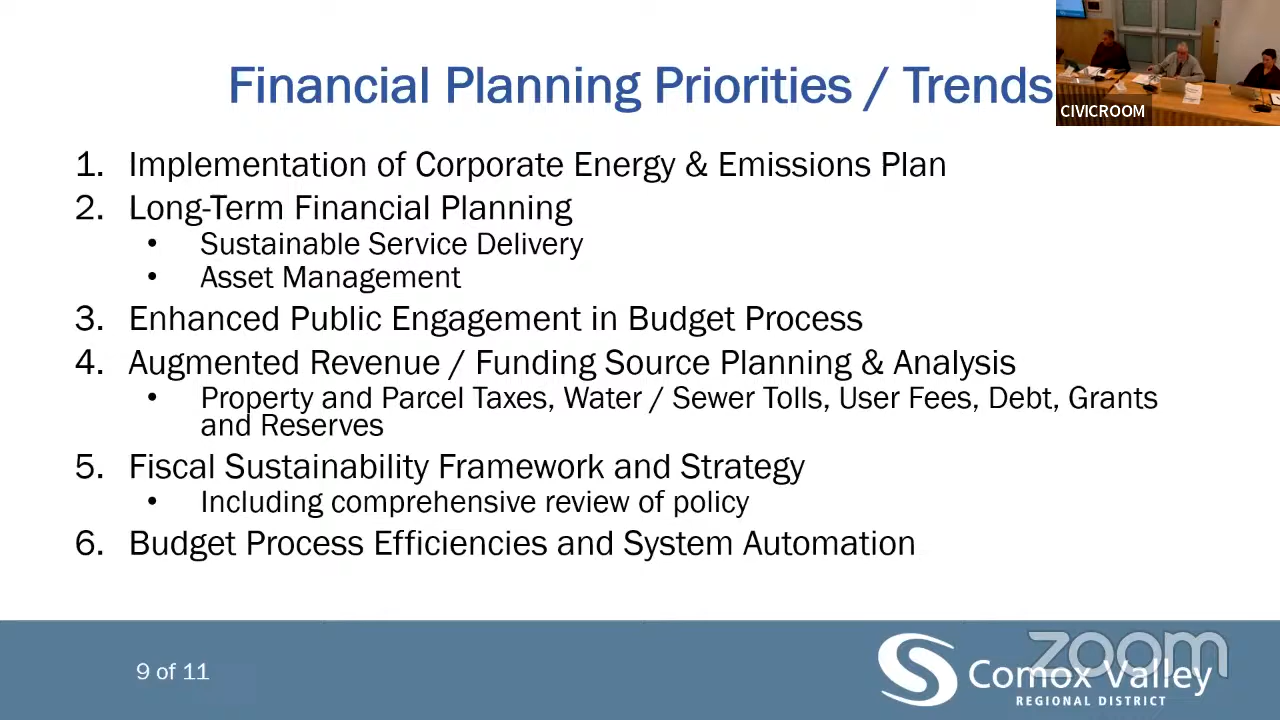 Financial Planning Priorities / Trends
CIVICROOM
1. Implementation of Corporate Energy & Emissions Plan
2. Long-Term Financial Planning
• Sustainable Service Delivery
• Asset Management
3. Enhanced Public Engagement in Budget Process
4. Augmented Revenue / Funding Source Planning & Analysis
• Property and Parcel Taxes, Water / Sewer Tolls, User Fees, Debt, Grants
and Reserves
5. Fiscal Sustainability Framework and Strategy
• Including comprehensive review of policy
6. Budget Process Efficiencies and System Automation
9 of 11
zoom
Comox Valley
REGIONAL DISTRICT